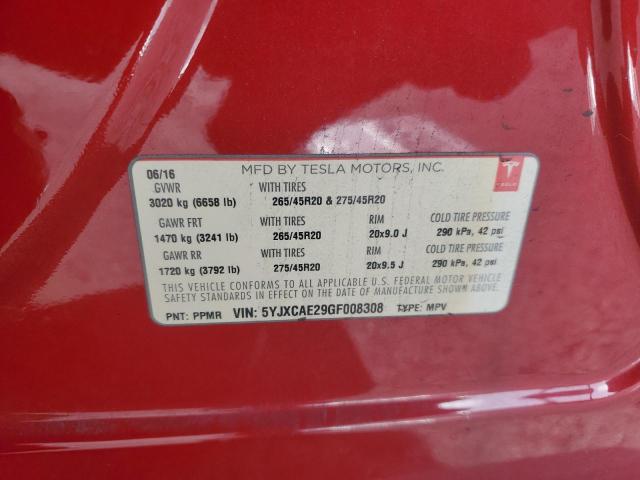 06/16 MFD BY TESLA MOTORS, INC.
GVWR WITH TIRES
3020 kg (6658 lb) 265/45R20 & 275/45R20
GAWR FRT WITH TIRES RIM COLD TIRE PRESSURE
1470 kg (3241 lb) 265/45R20 20x9.0 J 290 kPa, 42 psi
GAWR RR WITH TIRES RIM COLD TIRE PRESSURE
1720 kg (3792 lb) 275/45R20 20x9.5 J 290 kPa, 42 psi
THIS VEHICLE CONFORMS TO ALL APPLICABLE U.S. FEDERAL MOTOR VEHICLE
SAFETY STANDARDS IN EFFECT ON THE DATE OF MANUFACTURE SHOWN ABOVE.
PNT: PPMR VIN: 5YJXCAE29GF008308 TYPE: MPV
TESLA